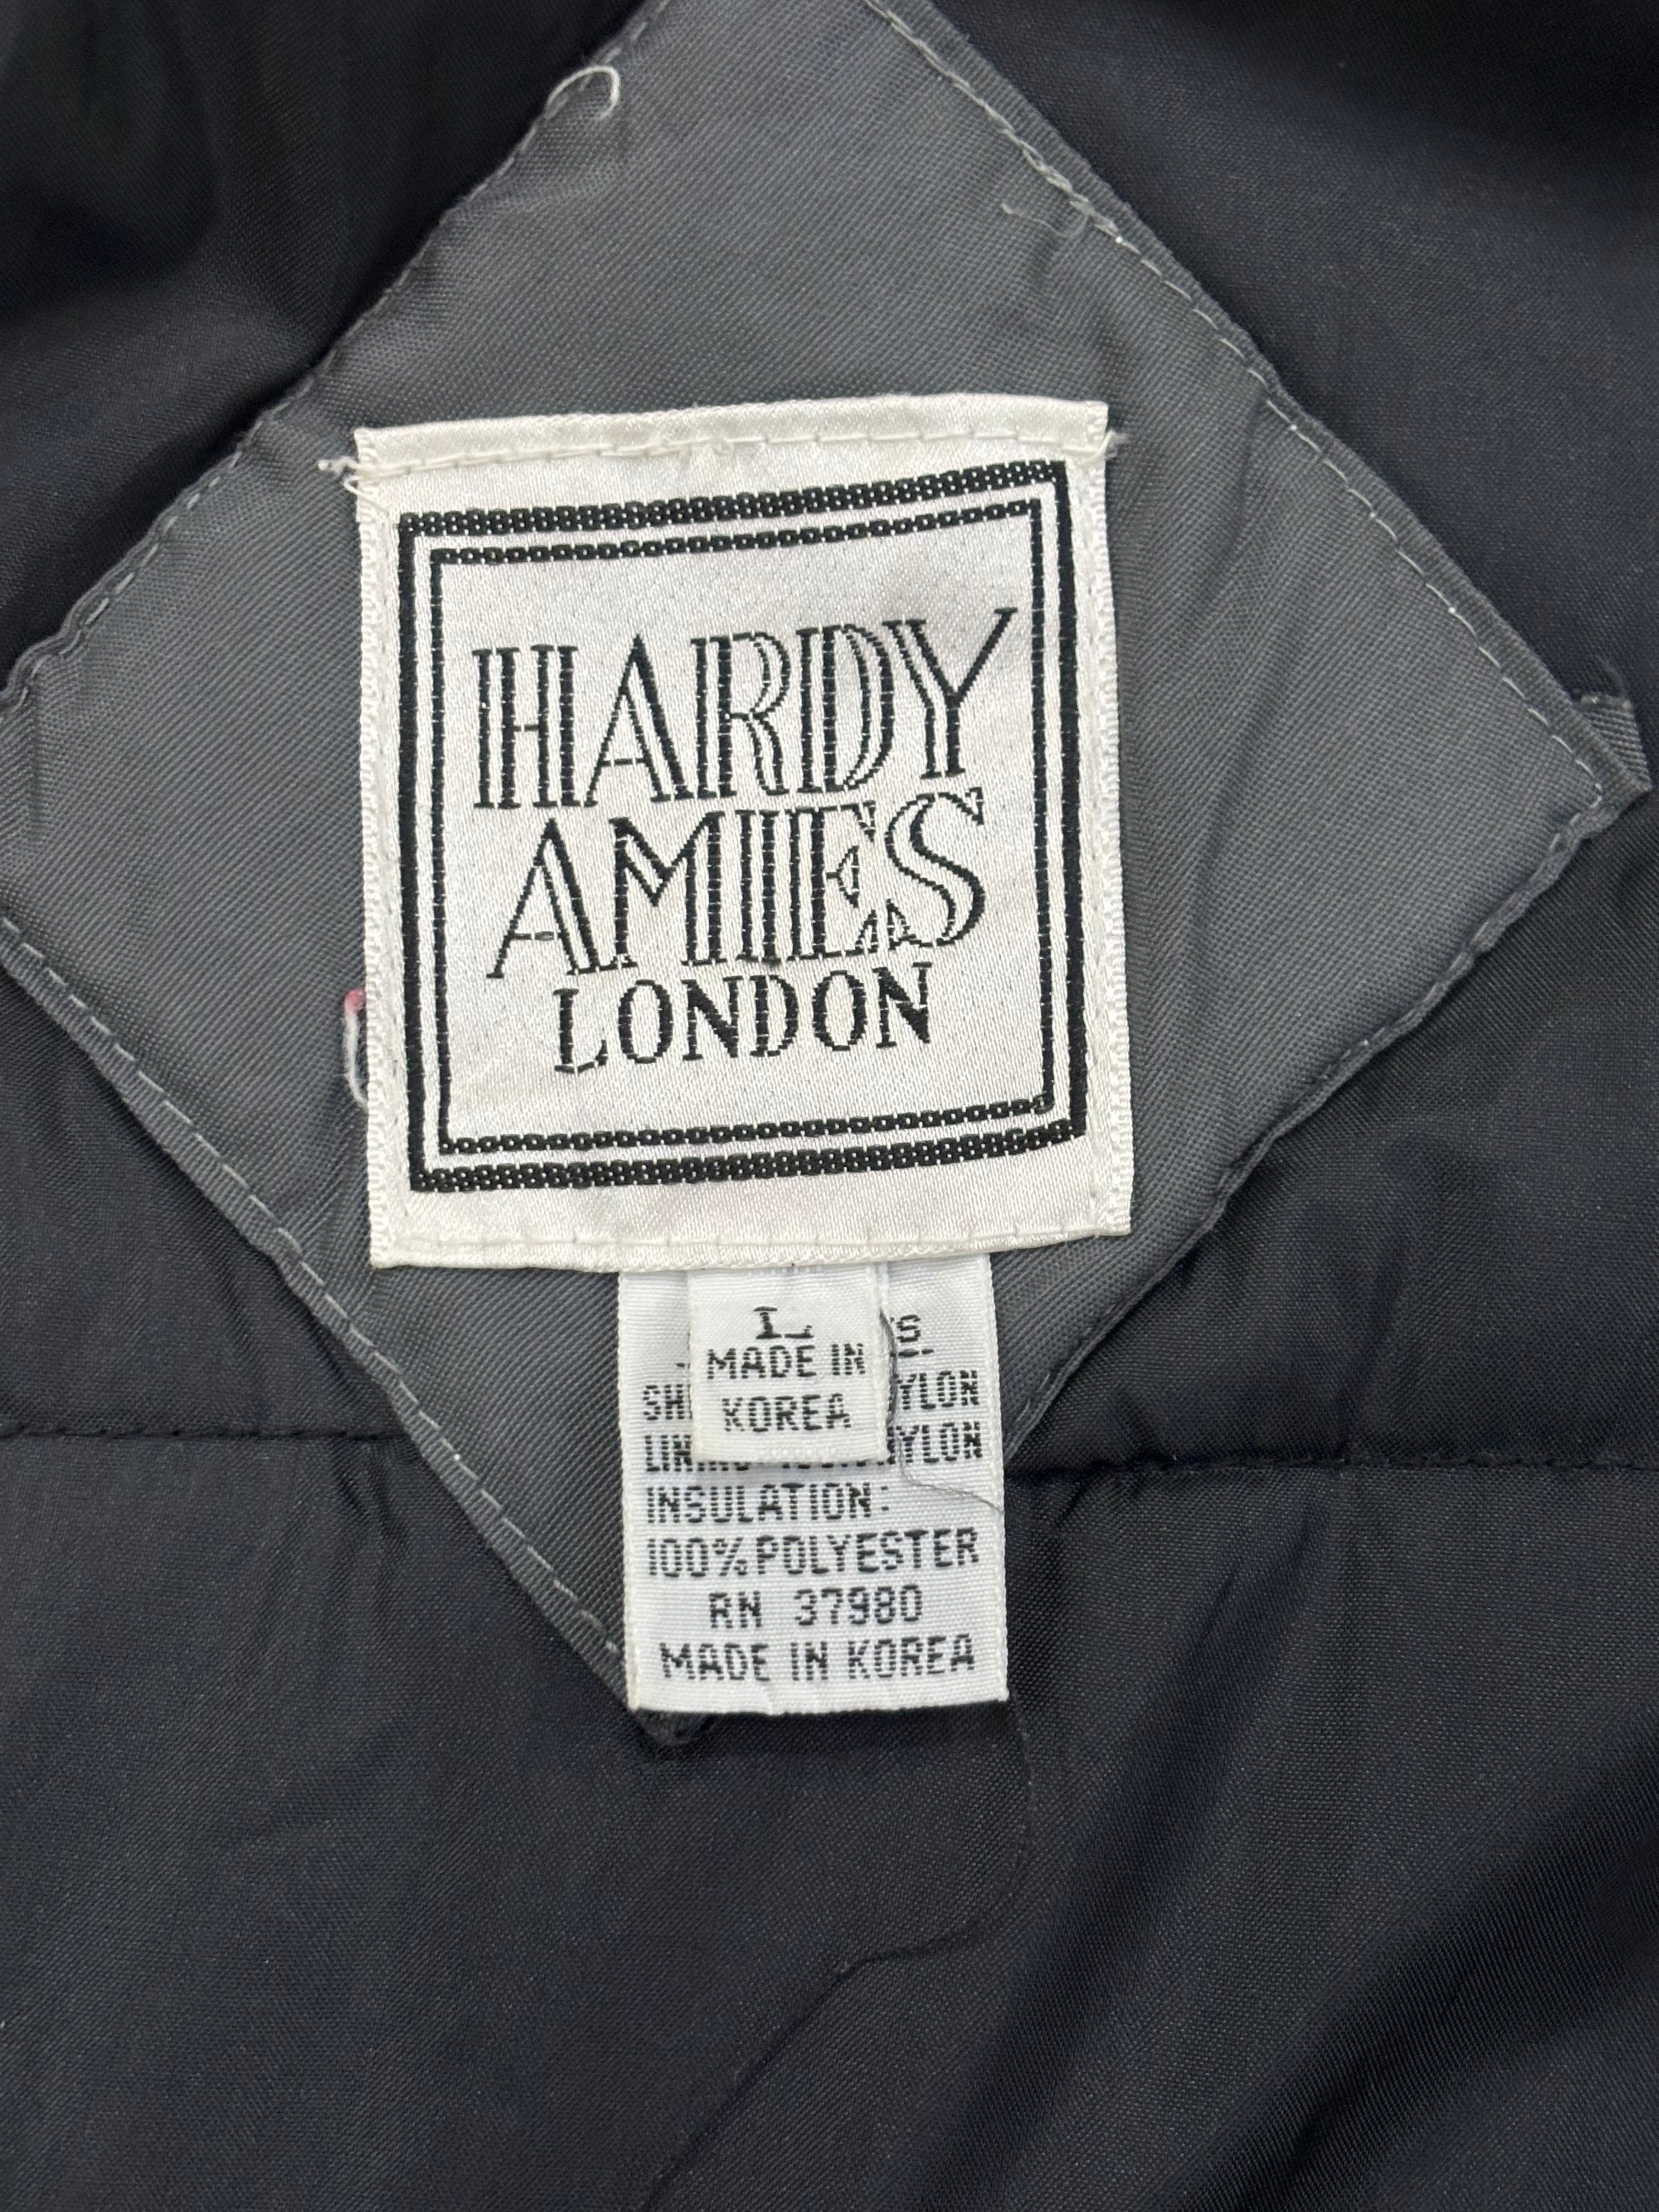 HARDY
AMIES
LONDON
L
MADE IN
KOREA
INSULATION:
100% POLYESTER
RN 37980
MADE IN KOREA